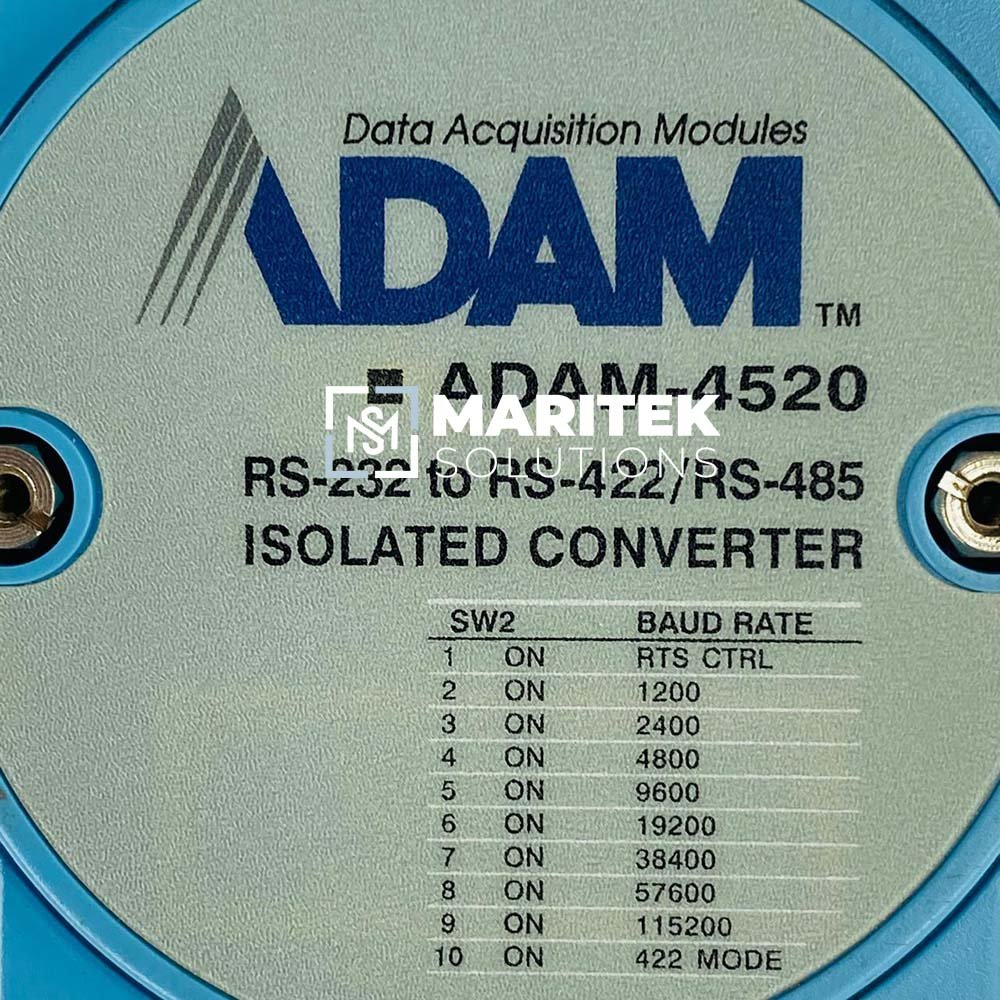 Data Acquisition Modules
ADAM TM
ADAM-4520
MARITEK
SOLUTIONS
RS-232 to RS-422/RS-485
ISOLATED CONVERTER
SW2 BAUD RATE
1 ON RTS CTRL
2 ON 1200
3 ON 2400
4 ON 4800
5 ON 9600
6 ON 19200
7 ON 38400
8 ON 57600
9 ON 115200
10 ON 422 MODE